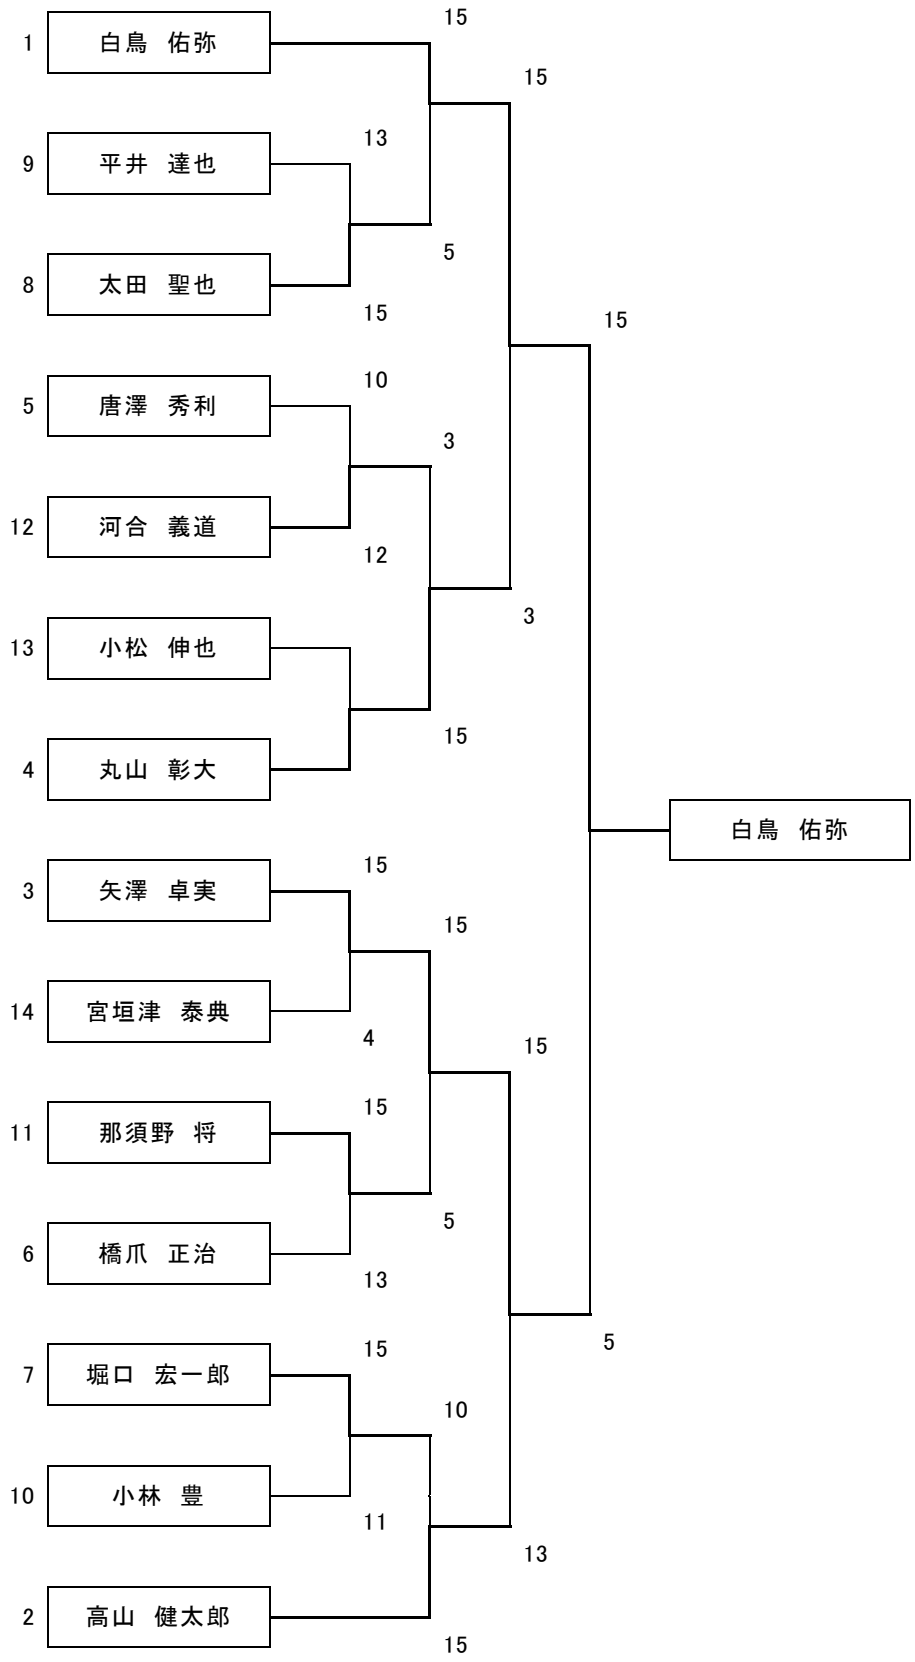 15
1 白鳥 佑弥
15
13
9 平井 達也
5
8 太田 聖也
15
15
10
5 唐澤 秀利
3
12 河合 義道
12
3
13 小松 伸也
15
4 丸山 彰大
白鳥 佑弥
15
3 矢澤 卓実
15
14 宮垣津 泰典
4
15
15
11 那須野 将
5
6 橋爪 正治
13
5
15
7 堀口 宏一郎
10
10 小林 豊
11
13
2 高山 健太郎
15